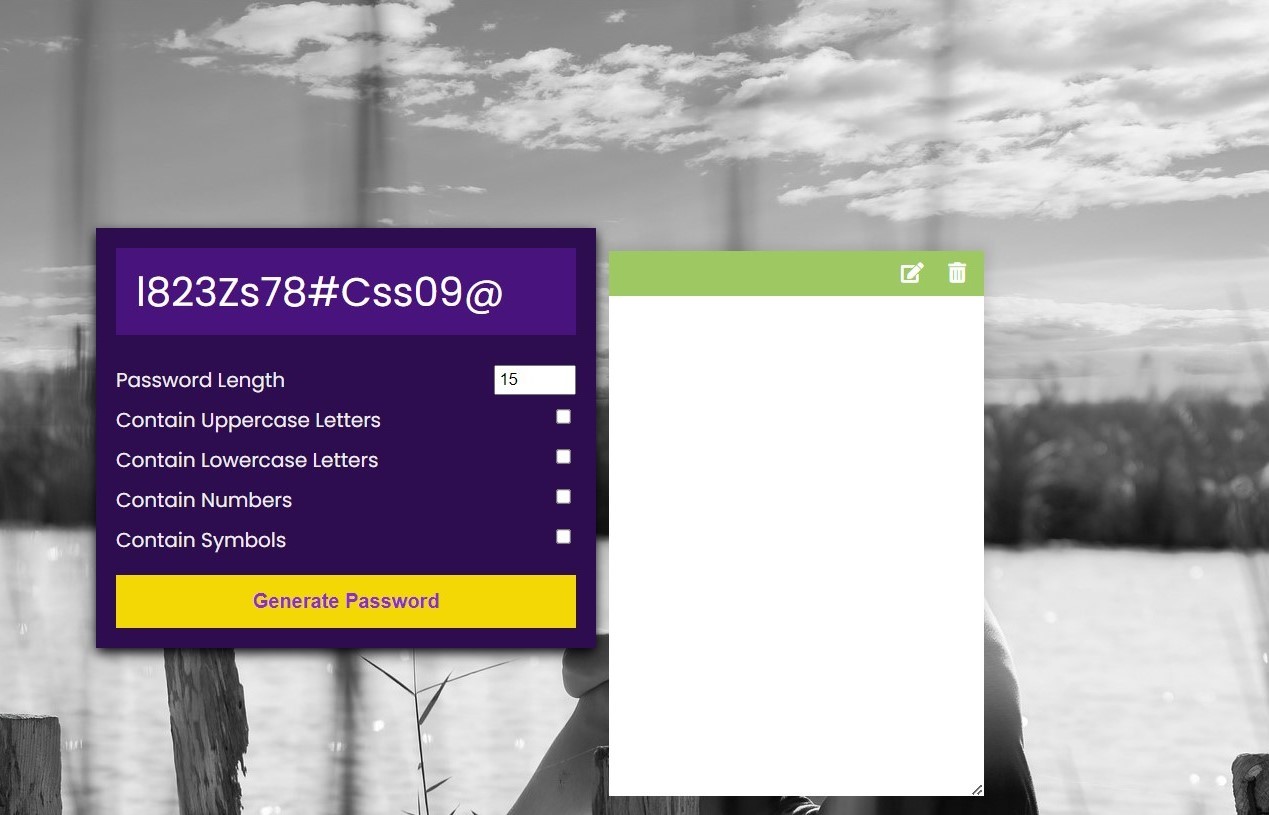 l823Zs78#Css09@
Password Length
15
Contain Uppercase Letters
Contain Lowercase Letters
Contain Numbers
Contain Symbols
Generate Password